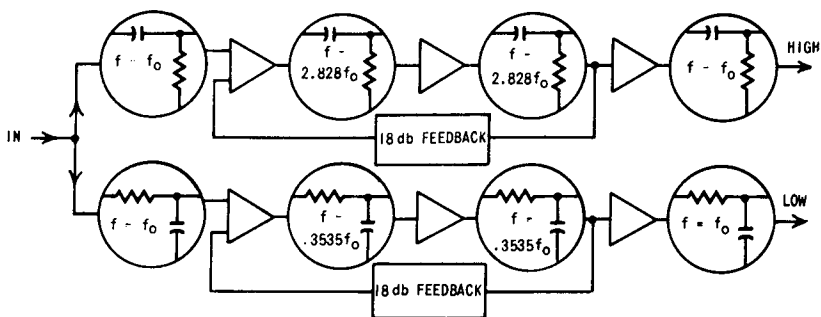 f - fo
f -
2.828fo
f -
2.828fo
f - fo
HIGH
IN
18 db FEEDBACK
f - fo
f -
.3535fo
f =
.3535fo
f = fo
LOW
18 db FEEDBACK